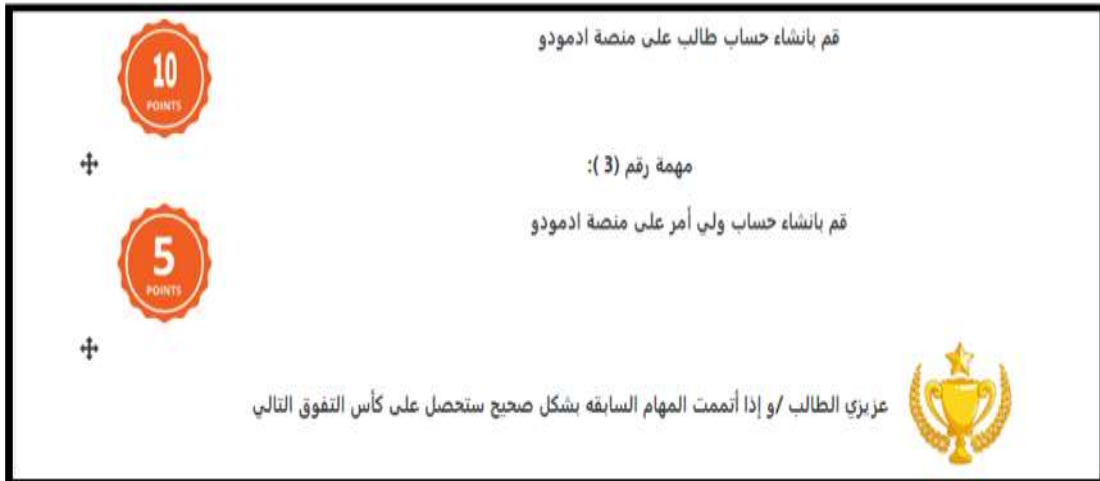 قم بانشاء حساب طالب على منصة ادمودو
10
POINTS
مهمة رقم (3 ):
قم بانشاء حساب ولي أمر على منصة ادمودو
5
POINTS
عزيزي الطالب /و إذا أتممت المهام السابقه بشكل صحيح ستحصل على كأس التفوق التالي